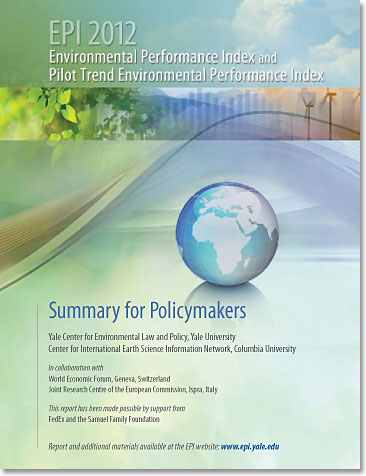 EPI 2012
Environmental Performance Index and
Pilot Trend Environmental Performance Index
Summary for Policymakers
Yale Center for Environmental Law and Policy, Yale University
Center for International Earth Science Information Network, Columbia University
In collaboration with
World Economic Forum, Geneva, Switzerland
Joint Research Centre of the European Commission, Ispra, Italy
This report has been made possible by support from
FedEx and the Samuel Family Foundation
Report and additional materials available at the EPI website: www.epi.yale.edu